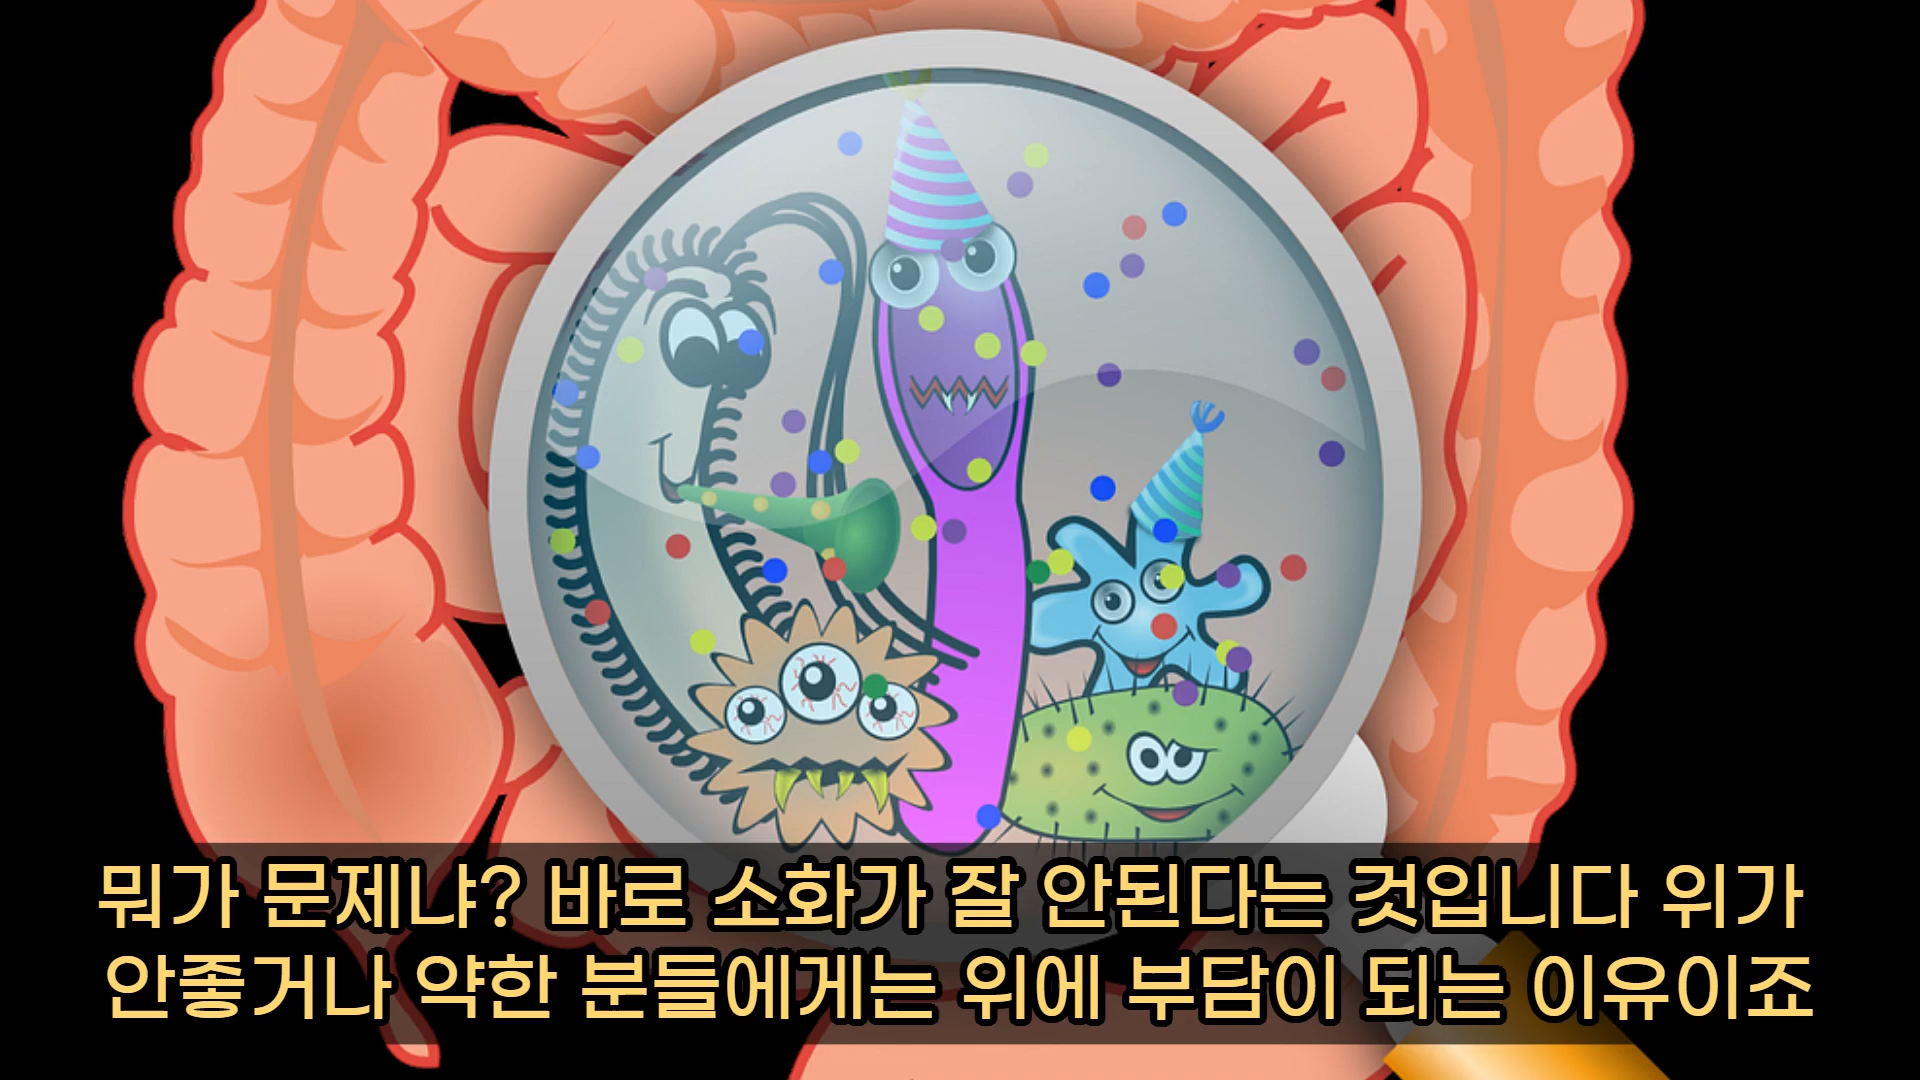 뭐가 문제냐? 바로 소화가 잘 안된다는 것입니다 위가
안좋거나 약한 분들에게는 위에 부담이 되는 이유이죠